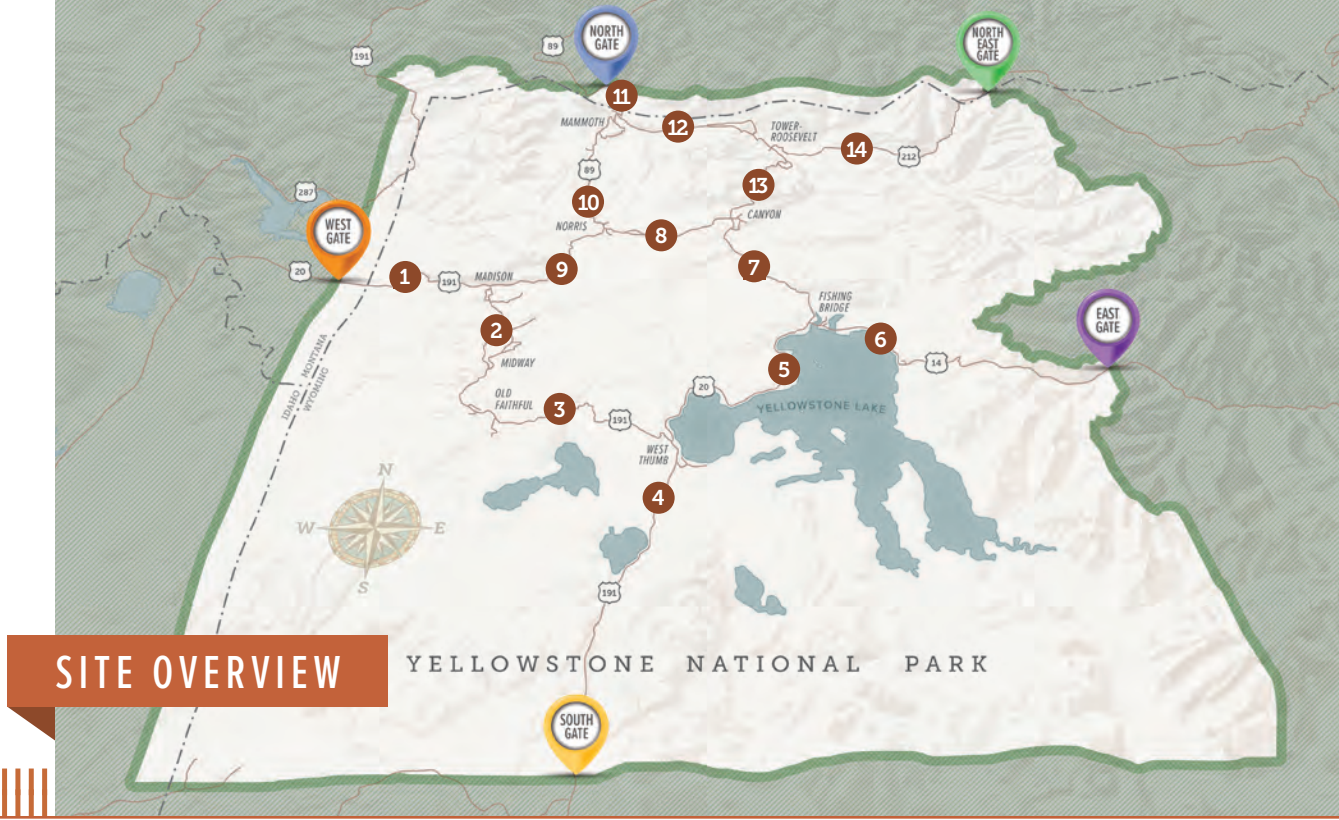 NORTH
GATE
NORTH
EAST
GATE
89
191
11
MAMMOTH
12
TOWER-
ROOSEVELT
14
212
89
13
287
10
CANYON
WEST
GATE
NORRIS
8
20
1
191
MADISON
9
7
FISHING
BRIDGE
EAST
GATE
2
6
IDAHO
MONTANA
WYOMING
MIDWAY
5
14
OLD
FAITHFUL
3
20
191
YELLOWSTONE LAKE
WEST
THUMB
N
W
E
S
4
191
SITE OVERVIEW
YELLOWSTONE NATIONAL PARK
SOUTH
GATE